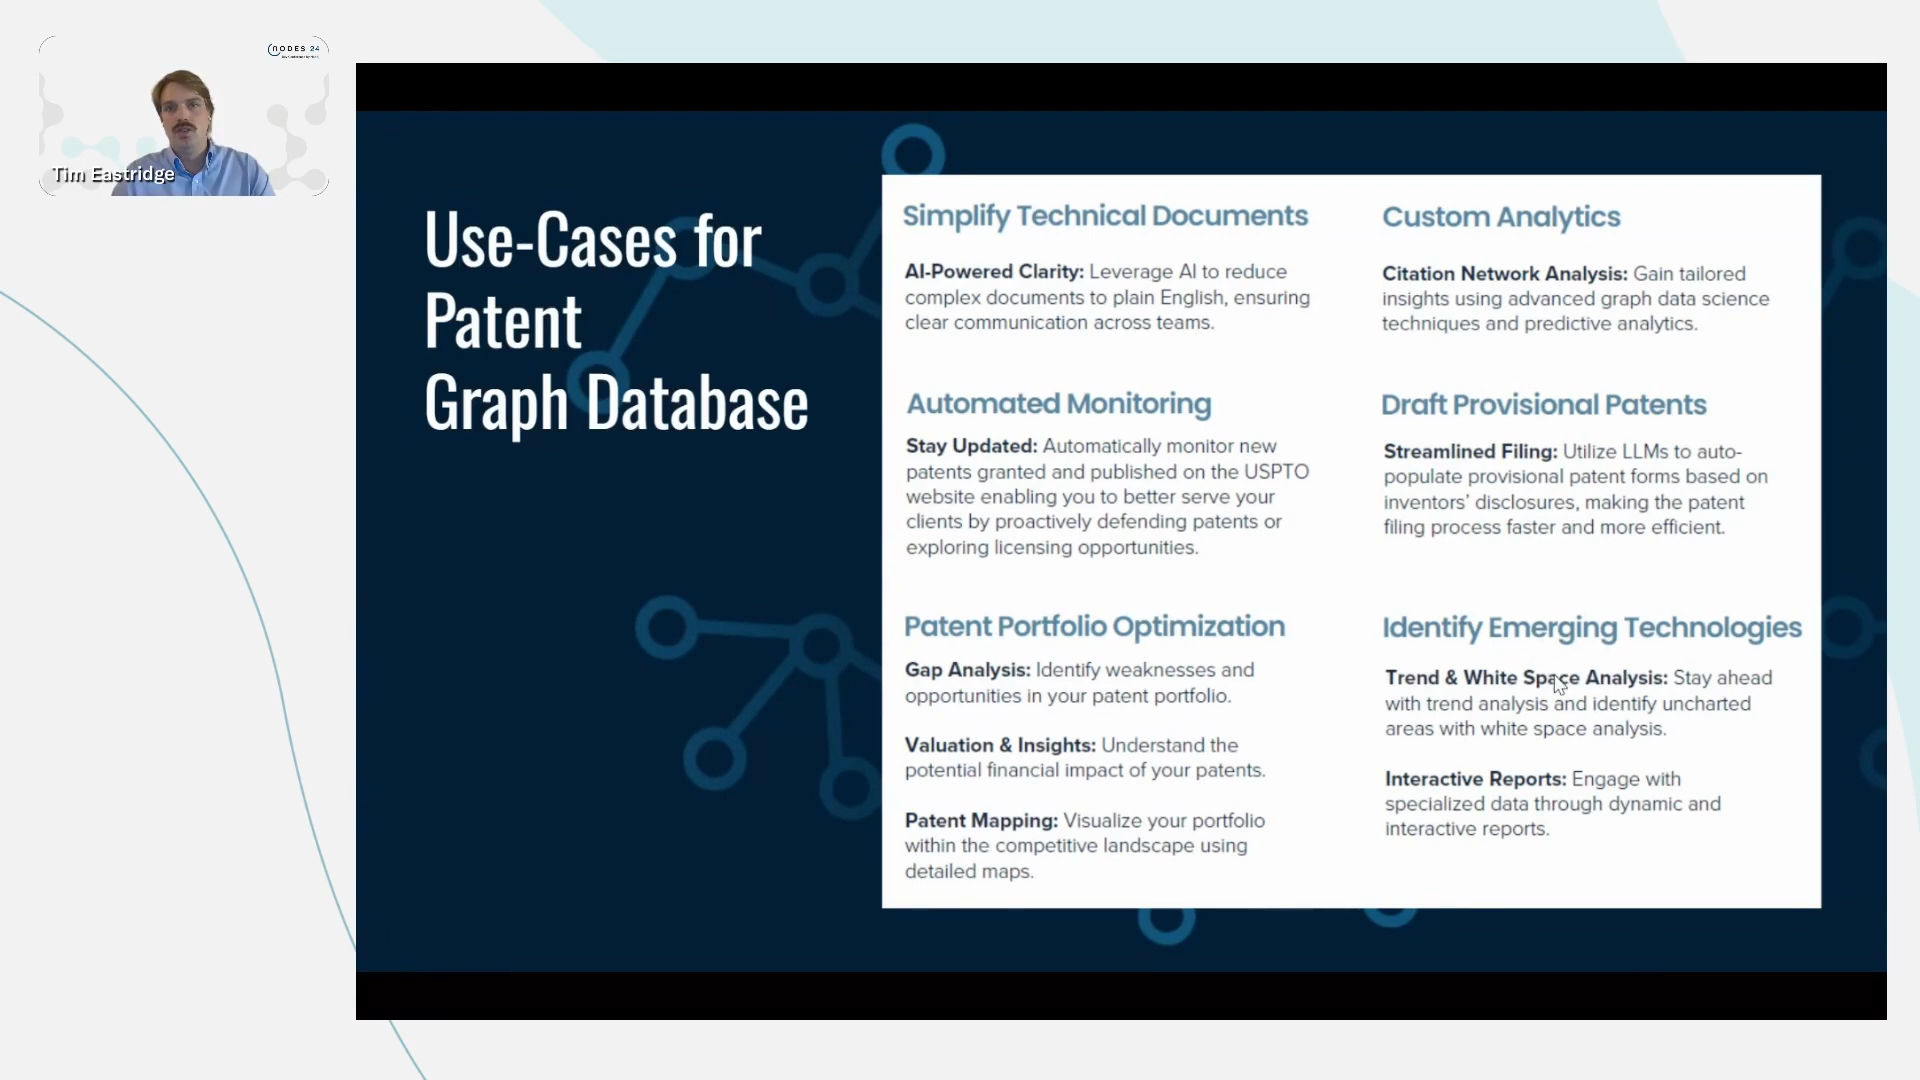 NODES 24
Tim Eastridge
Use-Cases for
Patent
Graph Database
Simplify Technical Documents
AI-Powered Clarity: Leverage AI to reduce
complex documents to plain English, ensuring
clear communication across teams.
Automated Monitoring
Stay Updated: Automatically monitor new
patents granted and published on the USPTO
website enabling you to better serve your
clients by proactively defending patents or
exploring licensing opportunities.
Patent Portfolio Optimization
Gap Analysis: Identify weaknesses and
opportunities in your patent portfolio.
Valuation & Insights: Understand the
potential financial impact of your patents.
Patent Mapping: Visualize your portfolio
within the competitive landscape using
detailed maps.
Custom Analytics
Citation Network Analysis: Gain tailored
insights using advanced graph data science
techniques and predictive analytics.
Draft Provisional Patents
Streamlined Filing: Utilize LLMs to auto-
populate provisional patent forms based on
inventors’ disclosures, making the patent
filing process faster and more efficient.
Identify Emerging Technologies
Trend & White Space Analysis: Stay ahead
with trend analysis and identify uncharted
areas with white space analysis.
Interactive Reports: Engage with
specialized data through dynamic and
interactive reports.